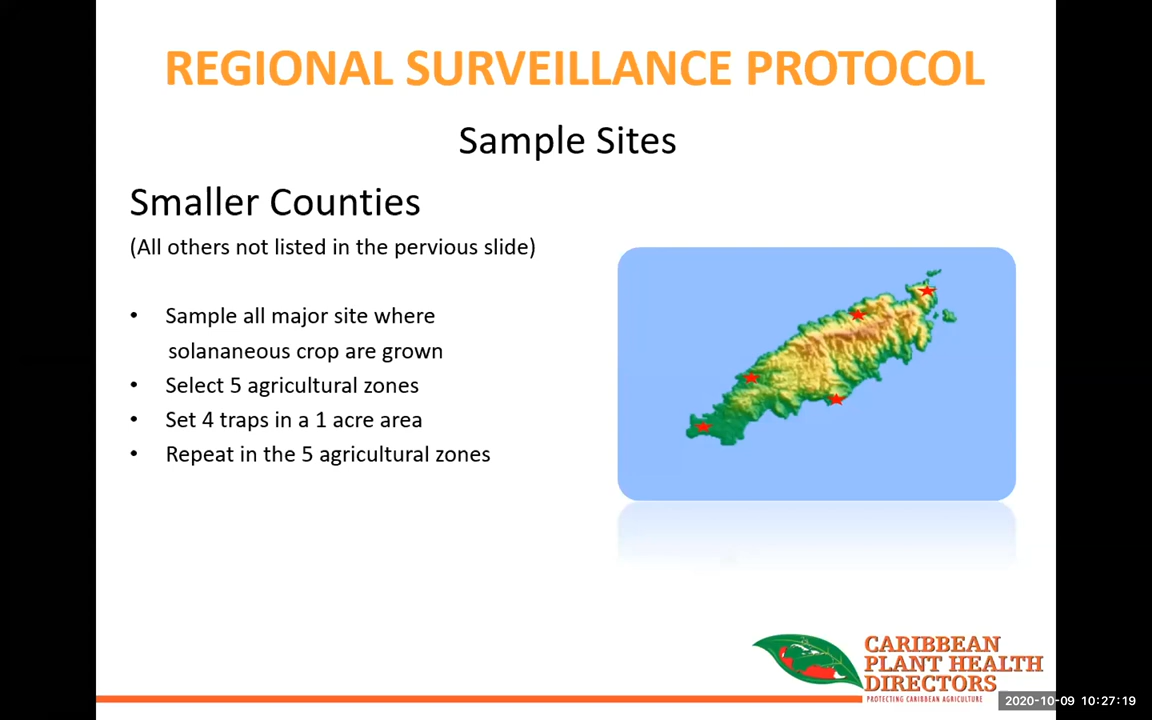 REGIONAL SURVEILLANCE PROTOCOL
Sample Sites
Smaller Counties
(All others not listed in the pervious slide)
• Sample all major site where
solananeous crop are grown
• Select 5 agricultural zones
• Set 4 traps in a 1 acre area
• Repeat in the 5 agricultural zones
CARIBBEAN
PLANT HEALTH
DIRECTORS
PROTECTING CARIBBEAN AGRICULTURE
2020-10-09 10:27:19